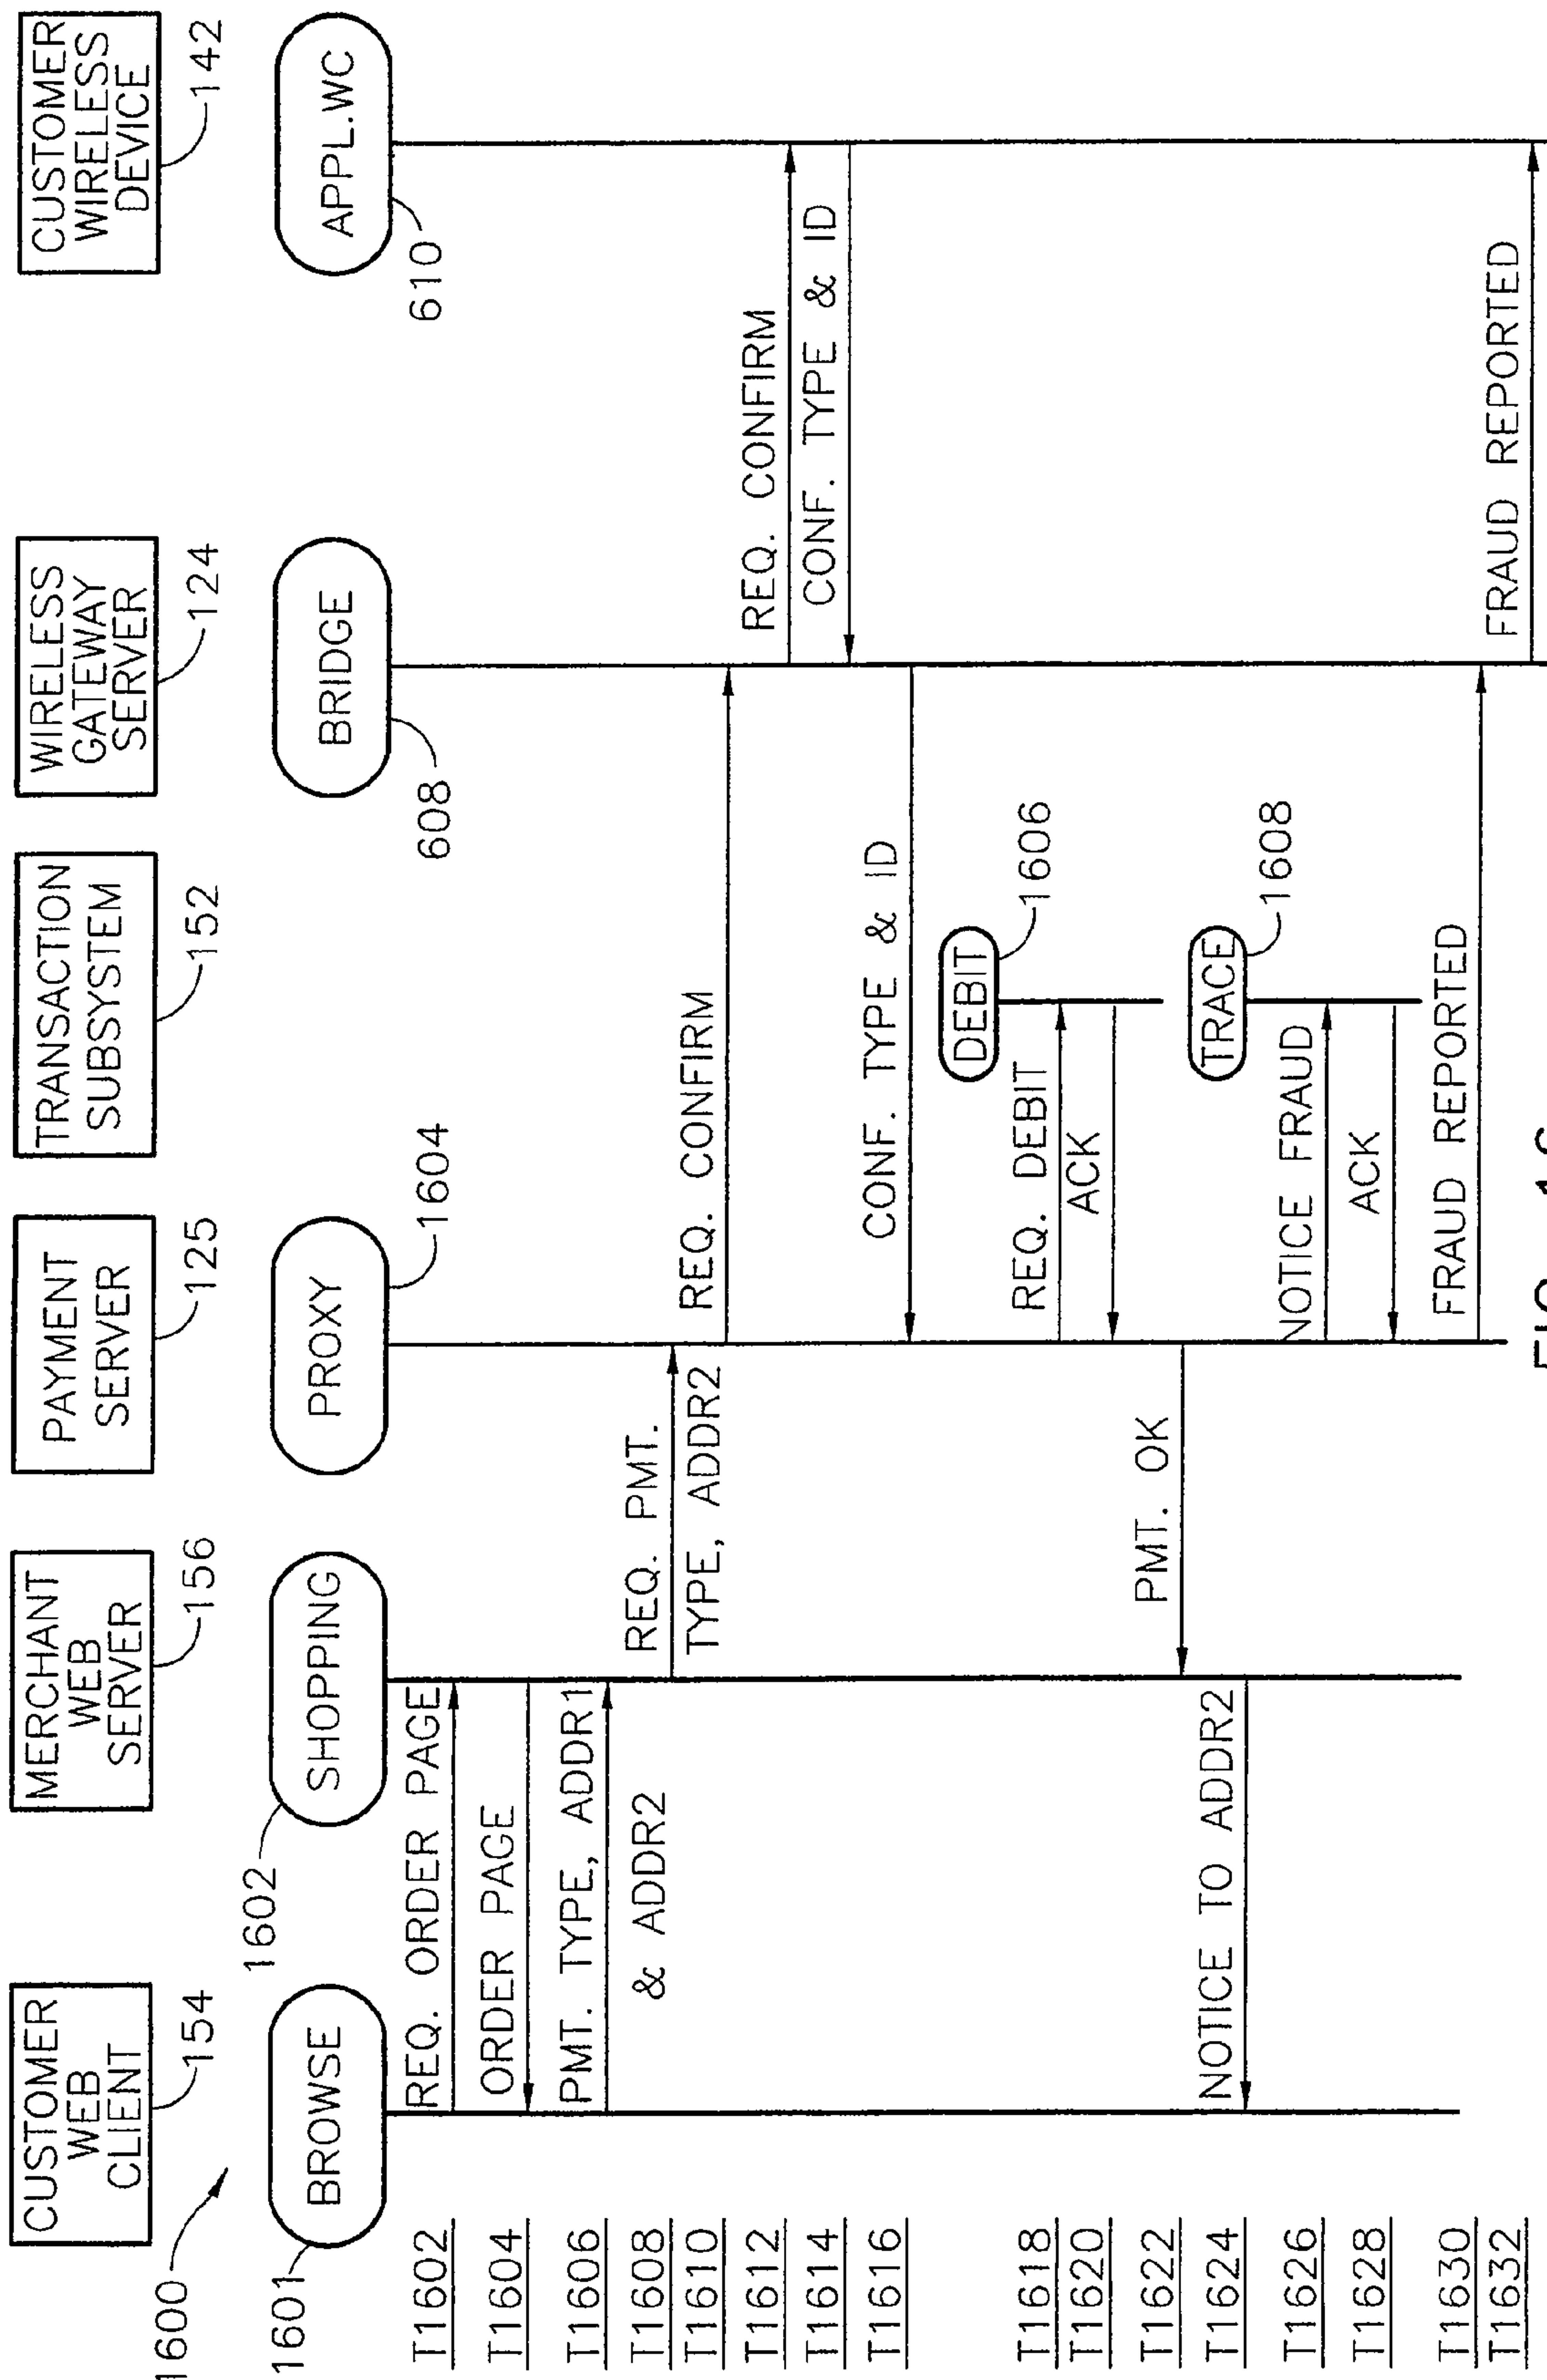 1600
CUSTOMER
WEB
CLIENT
154
MERCHANT
WEB
SERVER
156
PAYMENT
SERVER
125
TRANSACTION
SUBSYSTEM
152
WIRELESS
GATEWAY
SERVER
124
CUSTOMER
WIRELESS
DEVICE
142
1601
BROWSE
1602
SHOPPING
PROXY
1604
BRIDGE
608
APPL.WC
610
T1602
REQ. ORDER PAGE
T1604
ORDER PAGE
T1606
PMT. TYPE, ADDR1
& ADDR2
T1608
REQ. PMT.
TYPE, ADDR2
T1610
REQ. CONFIRM
T1612
REQ. CONFIRM
T1614
CONF. TYPE & ID
T1616
CONF. TYPE & ID
DEBIT
1606
T1618
REQ. DEBIT
T1620
ACK
T1622
PMT. OK
TRACE
1608
T1624
NOTICE TO ADDR2
T1626
NOTICE FRAUD
T1628
ACK
T1630
FRAUD REPORTED
T1632
FRAUD REPORTED